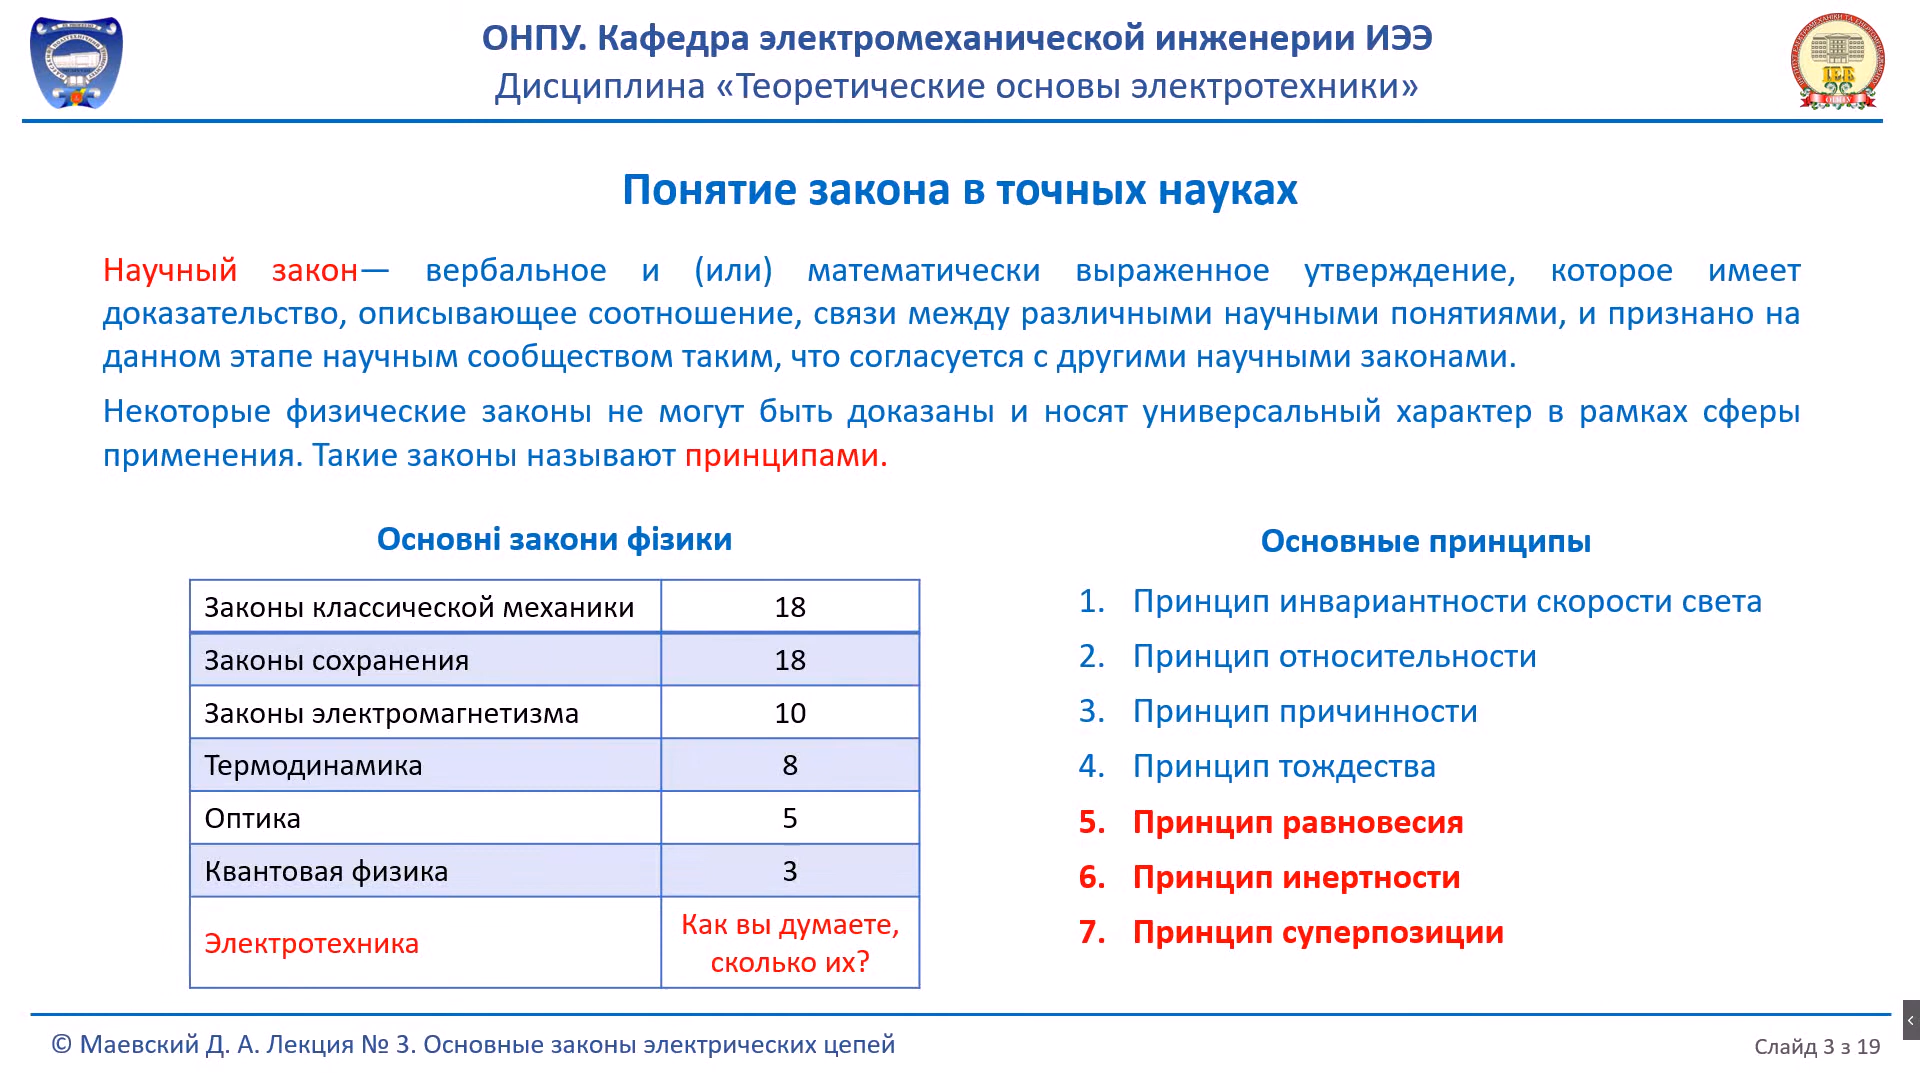 ОНПУ. Кафедра электромеханической инженерии ИЭЭ
Дисциплина «Теоретические основы электротехники»
Понятие закона в точных науках
Научный закон— вербальное и (или) математически выраженное утверждение, которое имеет
доказательство, описывающее соотношение, связи между различными научными понятиями, и признано на
данном этапе научным сообществом таким, что согласуется с другими научными законами.
Некоторые физические законы не могут быть доказаны и носят универсальный характер в рамках сферы
применения. Такие законы называют принципами.
Основні закони фізики
Законы классической механики 18
Законы сохранения 18
Законы электромагнетизма 10
Термодинамика 8
Оптика 5
Квантовая физика 3
Электротехника Как вы думаете,
сколько их?
Основные принципы
1. Принцип инвариантности скорости света
2. Принцип относительности
3. Принцип причинности
4. Принцип тождества
5. Принцип равновесия
6. Принцип инертности
7. Принцип суперпозиции
© Маевский Д. А. Лекция № 3. Основные законы электрических цепей
Слайд 3 з 19